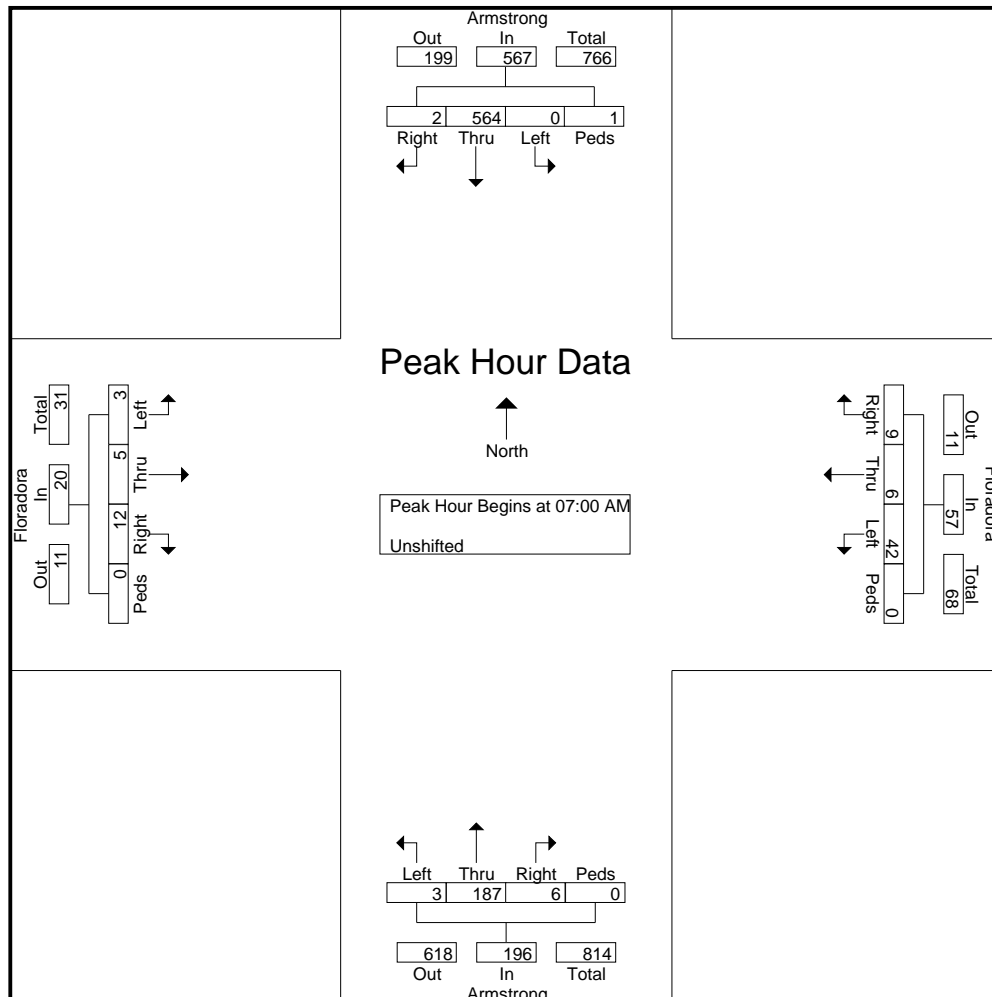 Armstrong
Out In Total
199 567 766
2 564 0 1
Right Thru Left Peds
Peak Hour Data
North
Peak Hour Begins at 07:00 AM
Unshifted
Floradora
Total In Out
31 20 11
3 5 12 0
Left Thru Right Peds
Right Thru Left Peds
9 6 42 0
Out In Total
11 57 68
Floradora
Left Thru Right Peds
3 187 6 0
618 196 814
Out In Total
Armstrong